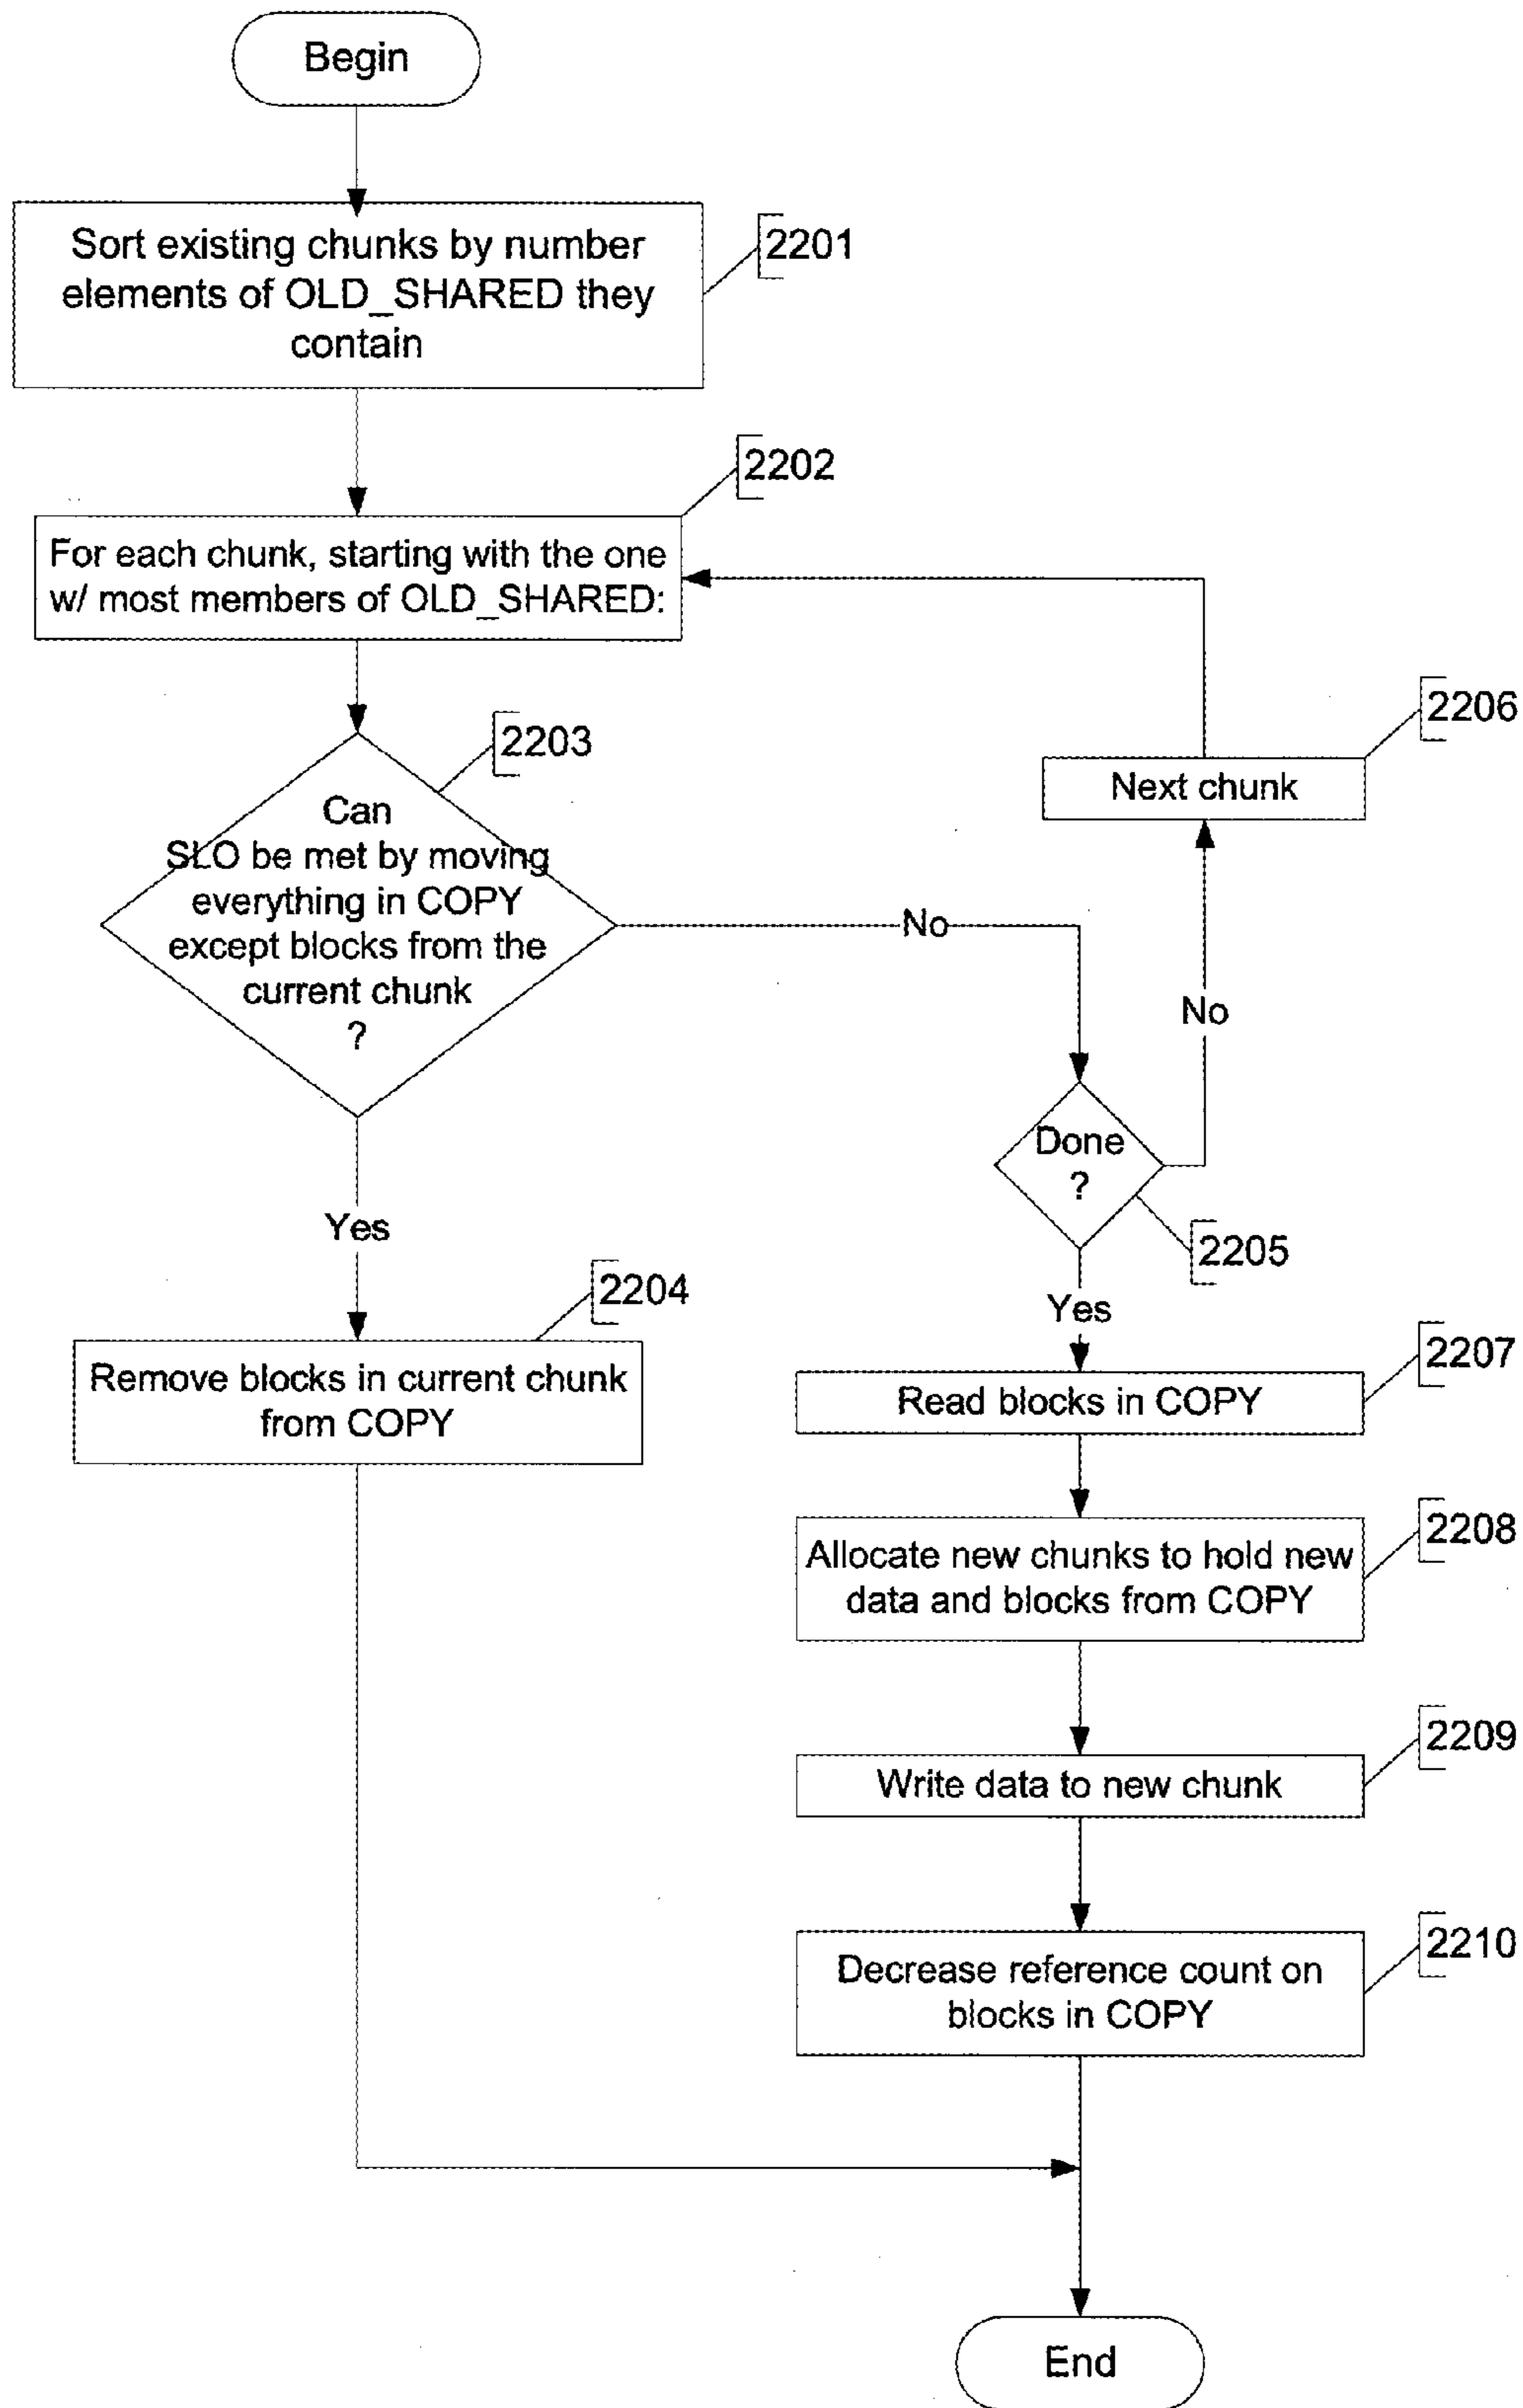 Begin
Sort existing chunks by number
elements of OLD_SHARED they
contain
2201
2202
For each chunk, starting with the one
w/ most members of OLD_SHARED:
2203
2206
Next chunk
Can
SLO be met by moving
everything in COPY
except blocks from the
current chunk
?
No
No
Done
?
2205
Yes
Yes
2204
Remove blocks in current chunk
from COPY
2207
Read blocks in COPY
2208
Allocate new chunks to hold new
data and blocks from COPY
2209
Write data to new chunk
2210
Decrease reference count on
blocks in COPY
End